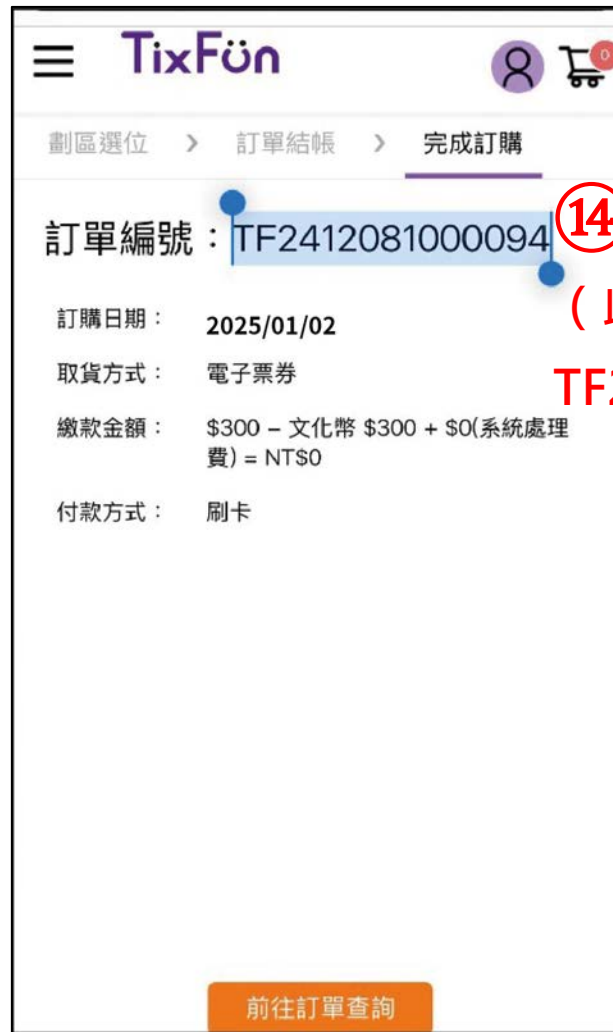 TixFün
0
劃區選位 > 訂單結帳 > 完成訂購
訂單編號：TF2412081000094
⑭
（
訂購日期： 2025/01/02
TF
取貨方式： 電子票券
繳款金額： $300 – 文化幣 $300 + $0(系統處理
費) = NT$0
付款方式： 刷卡
前往訂單查詢